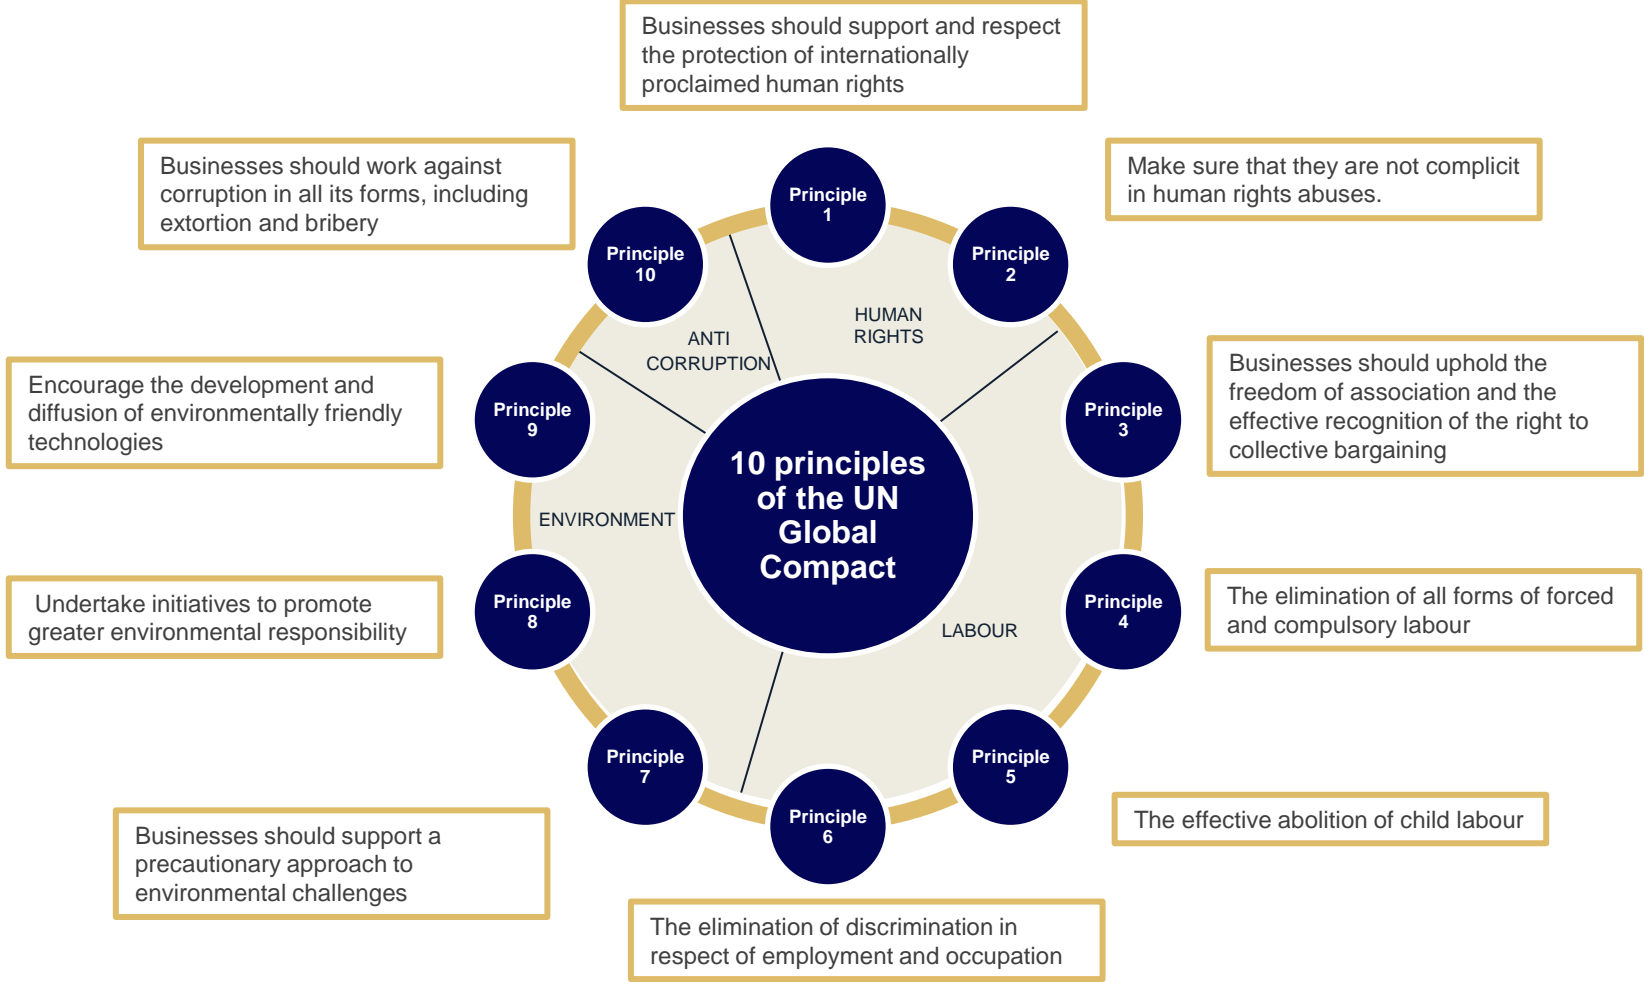 Businesses should support and respect
the protection of internationally
proclaimed human rights
Businesses should work against
corruption in all its forms, including
extortion and bribery
Make sure that they are not complicit
in human rights abuses.
Principle
1
Principle
10
Principle
2
HUMAN
RIGHTS
ANTI
CORRUPTION
Encourage the development and
diffusion of environmentally friendly
technologies
Principle
9
Principle
3
Businesses should uphold the
freedom of association and the
effective recognition of the right to
collective bargaining
10 principles
of the UN
Global
Compact
ENVIRONMENT
Undertake initiatives to promote
greater environmental responsibility
Principle
8
LABOUR
Principle
4
The elimination of all forms of forced
and compulsory labour
Principle
7
Principle
5
Principle
6
Businesses should support a
precautionary approach to
environmental challenges
The effective abolition of child labour
The elimination of discrimination in
respect of employment and occupation